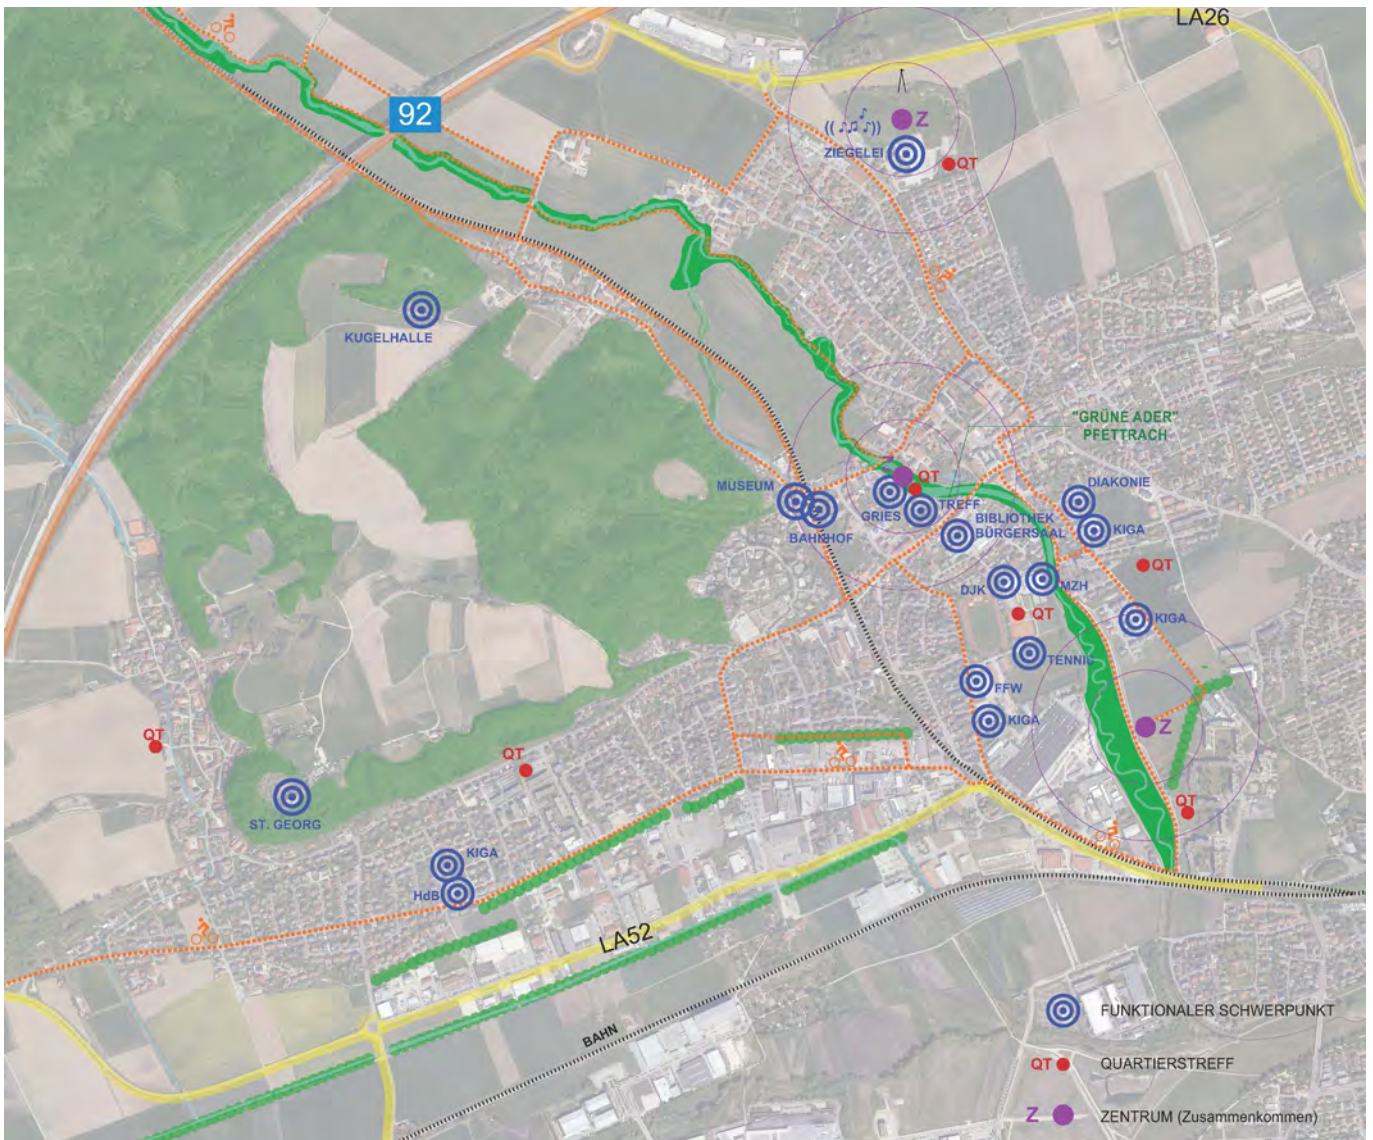 LA26
92
Z
ZIEGELEI
QT
KUGELHALLE
"GRÜNE ADER"
PFETTRACH
Z
QT
MUSEUM
BAHNHOF
GRIES
TREFF
BIBLIOTHEK
BÜRGERSAAL
DIAKONIE
KIGA
QT
DJK
MZH
QT
KIGA
TENNIS
FFW
KIGA
Z
QT
QT
QT
ST. GEORG
KIGA
HdB
LA52
BAHN
FUNKTIONALER SCHWERPUNKT
QT QUARTIERSTREFF
Z ZENTRUM (Zusammenkommen)